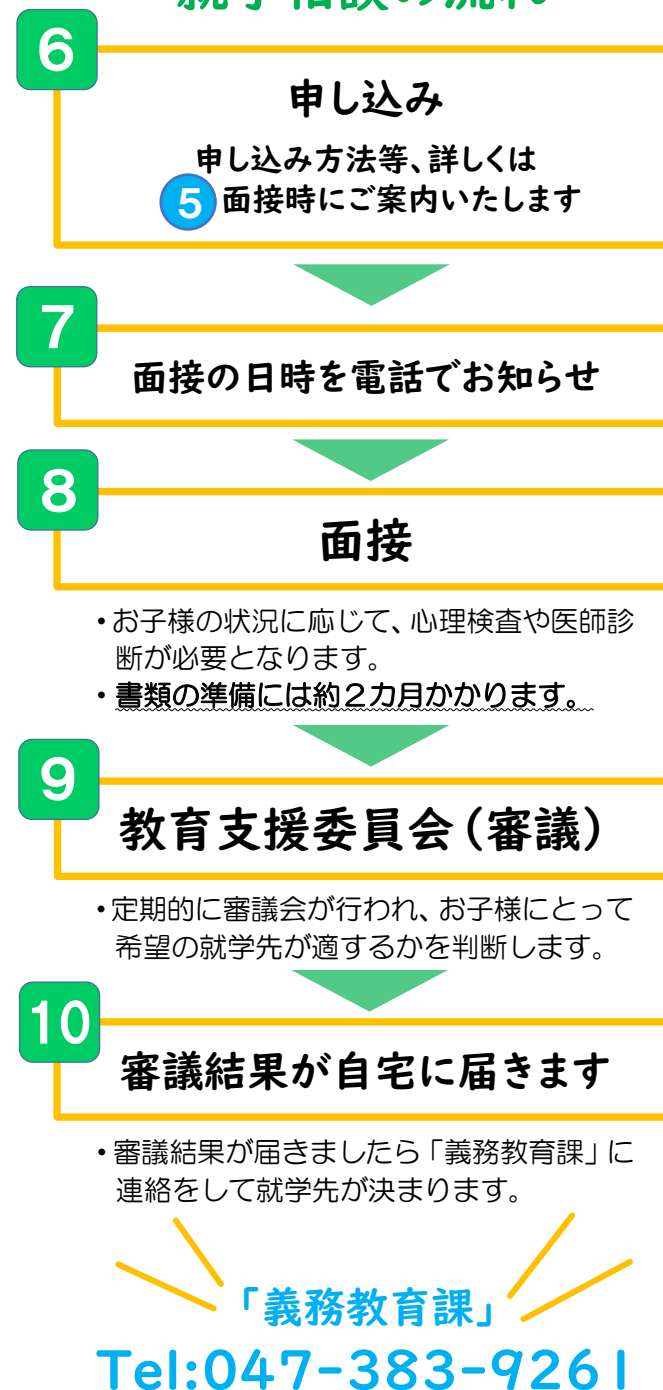 就学相談の流れ
6
申し込み
申し込み方法等、詳しくは
5 面接時にご案内いたします
7
面接の日時を電話でお知らせ
8
面接
・お子様の状況に応じて、心理検査や医師診
断が必要となります。
・書類の準備には約２カ月かかります。
9
教育支援委員会（審議）
・定期的に審議会が行われ、お子様にとって
希望の就学先が適するかを判断します。
10
審議結果が自宅に届きます
・審議結果が届きましたら「義務教育課」に
連絡をして就学先が決まります。
「義務教育課」
Tel:047-383-9261